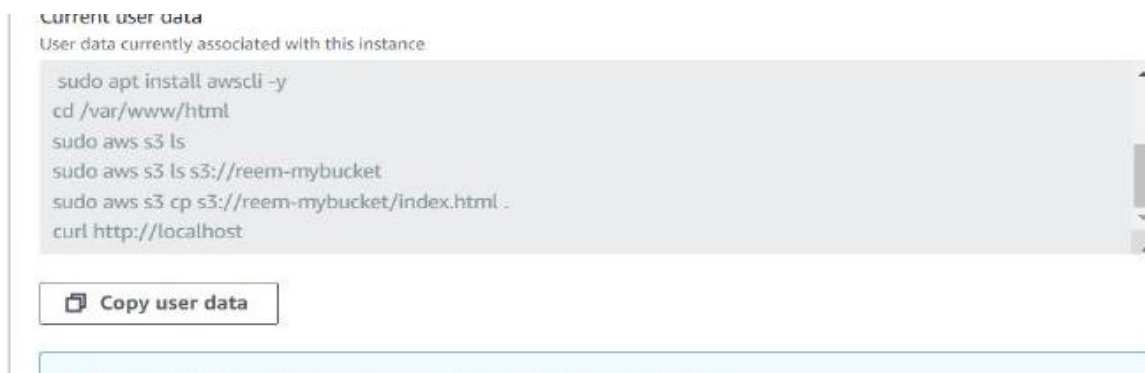 Current user data
User data currently associated with this instance
sudo apt install awscli -y
cd /var/www/html
sudo aws s3 ls
sudo aws s3 ls s3://reem-mybucket
sudo aws s3 cp s3://reem-mybucket/index.html .
curl http://localhost
Copy user data